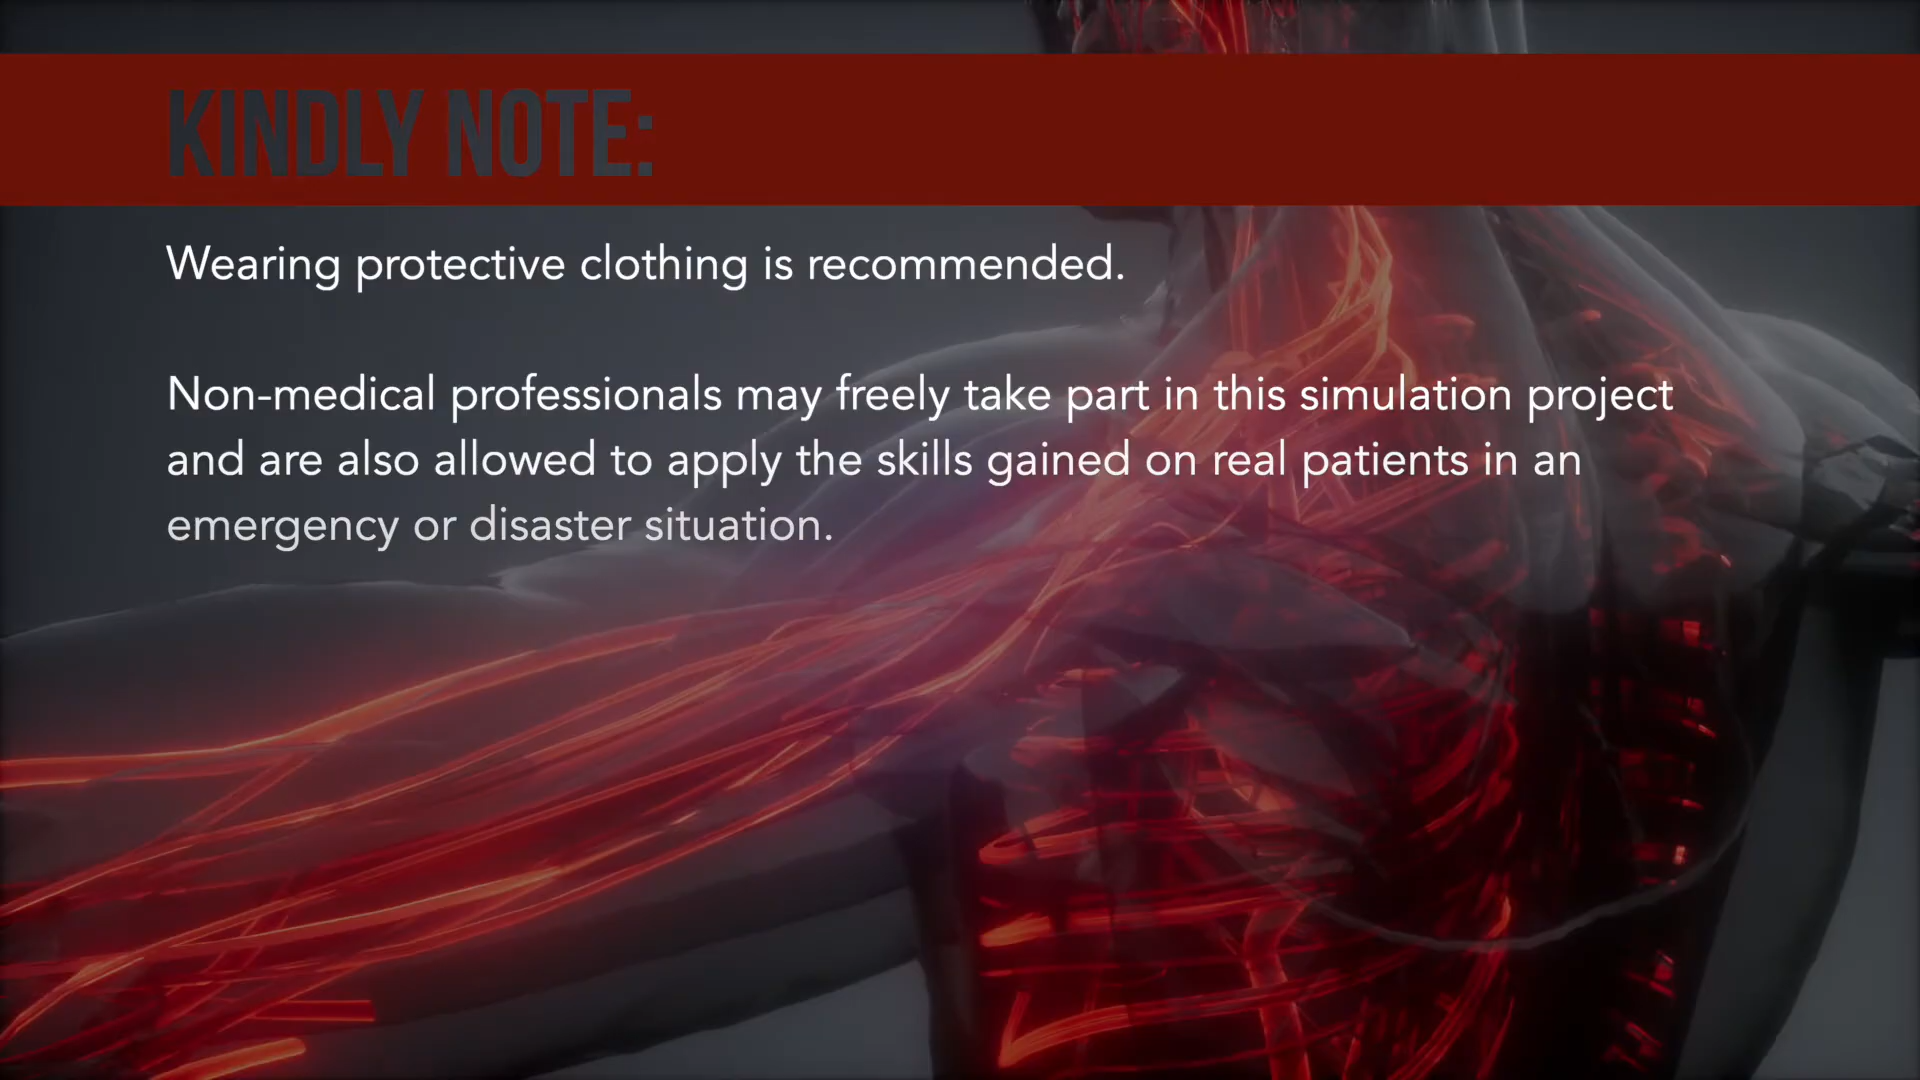 KINDLY NOTE:
Wearing protective clothing is recommended.
Non-medical professionals may freely take part in this simulation project
and are also allowed to apply the skills gained on real patients in an
emergency or disaster situation.